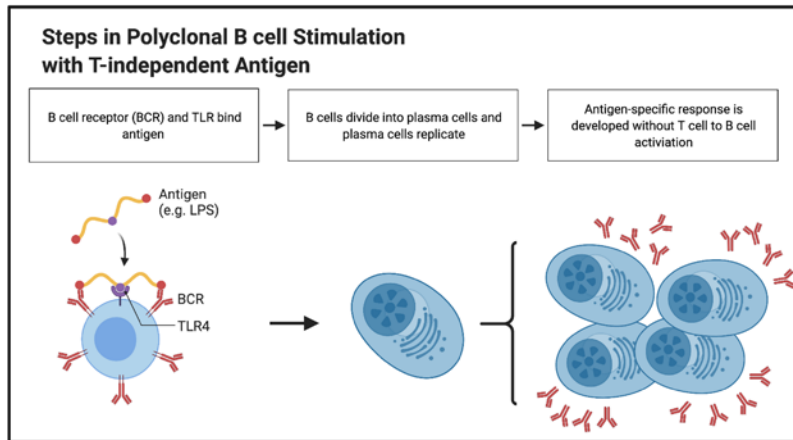 Steps in Polyclonal B cell Stimulation
with T-independent Antigen
B cell receptor (BCR) and TLR bind
antigen
B cells divide into plasma cells and
plasma cells replicate
Antigen-specific response is
developed without T cell to B cell
activiation
Antigen
(e.g. LPS)
BCR
TLR4